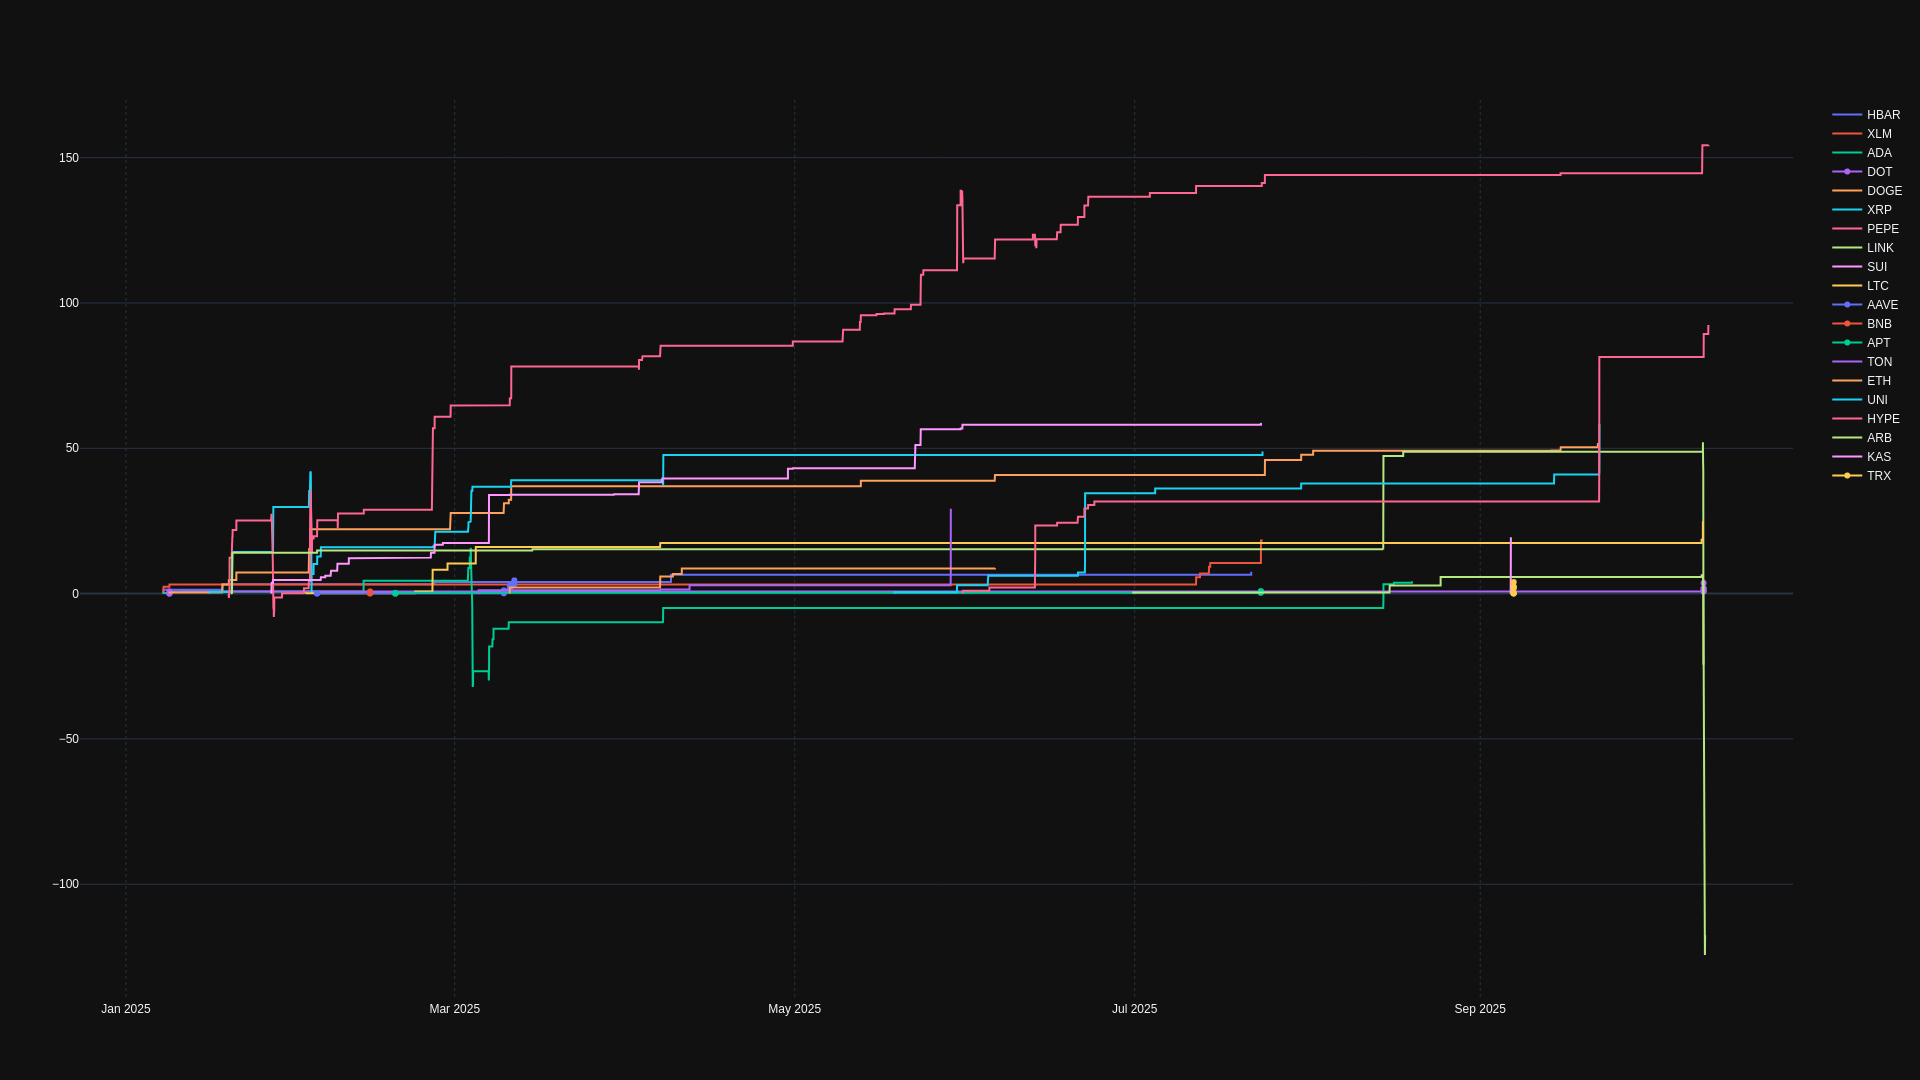 150
100
50
0
−50
−100
Jan 2025
Mar 2025
May 2025
Jul 2025
Sep 2025
HBAR
XLM
ADA
DOT
DOGE
XRP
PEPE
LINK
SUI
LTC
AAVE
BNB
APT
TON
ETH
UNI
HYPE
ARB
KAS
TRX